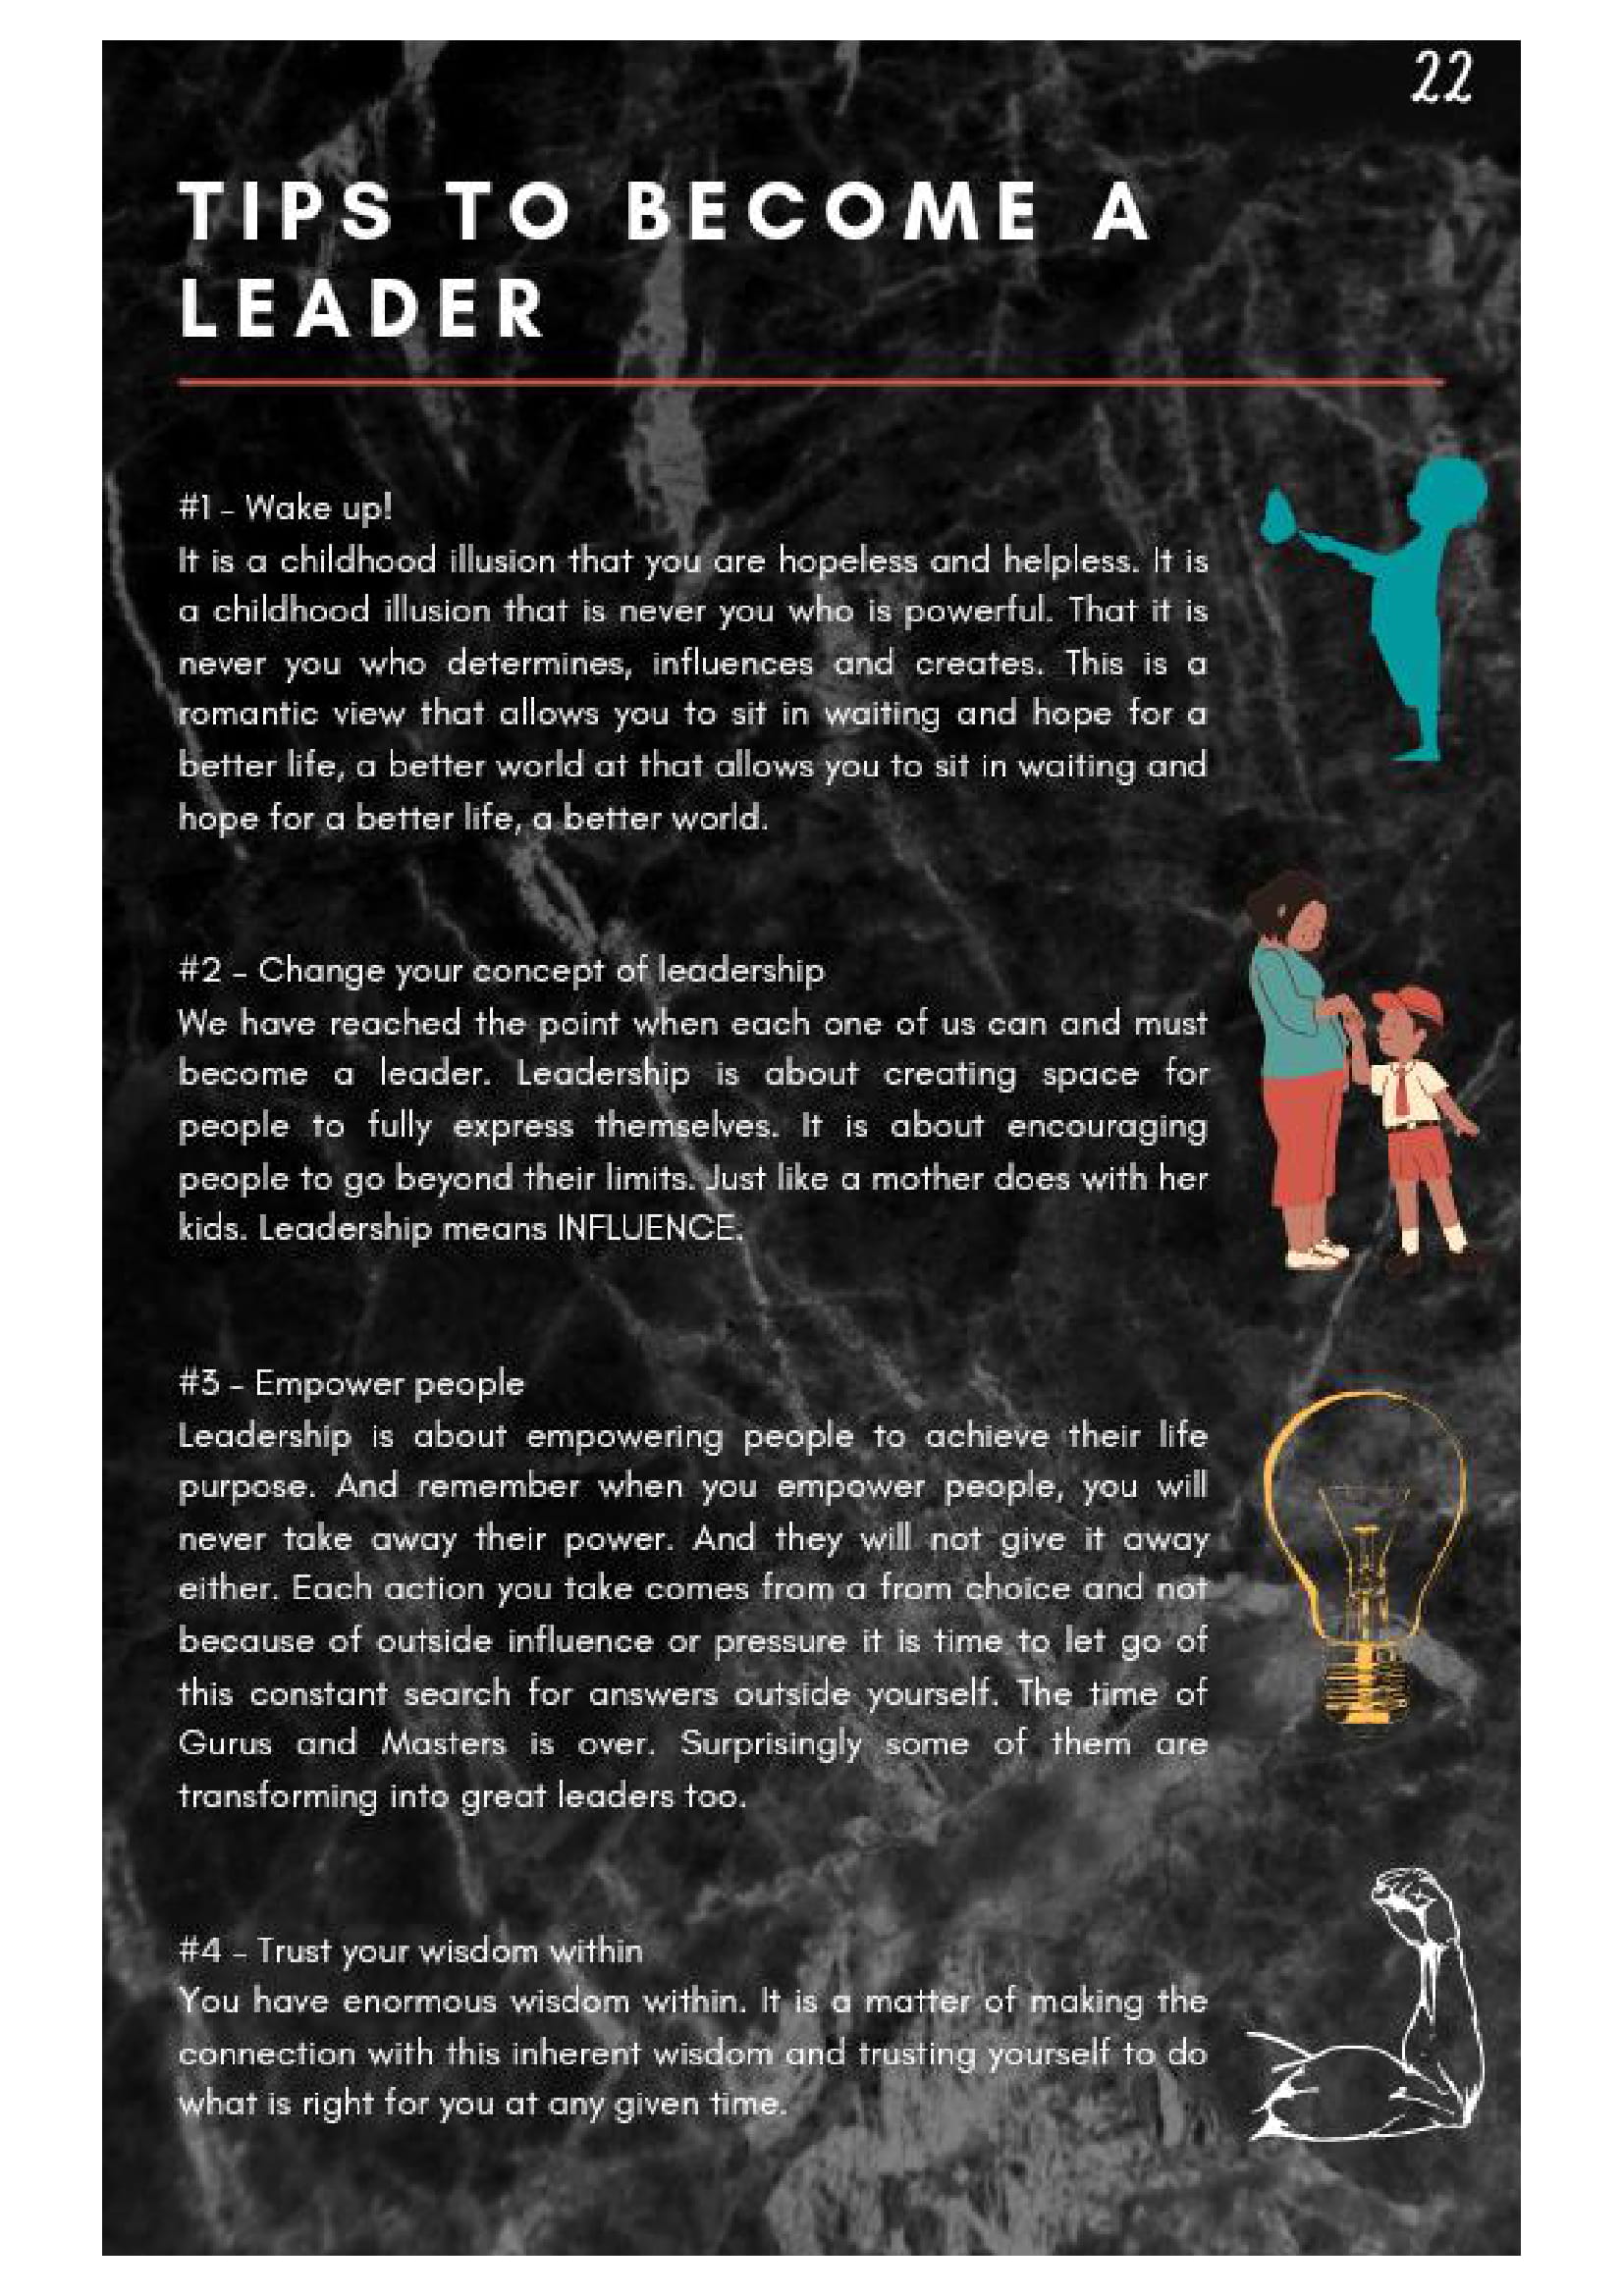 22
TIPS TO BECOME A
LEADER
#1 - Wake up!
It is a childhood illusion that you are hopeless and helpless. It is
a childhood illusion that is never you who is powerful. That it is
never you who determines, influences and creates. This is a
romantic view that allows you to sit in waiting and hope for a
better life, a better world at that allows you to sit in waiting and
hope for a better life, a better world.
#2 - Change your concept of leadership
We have reached the point when each one of us can and must
become a leader. Leadership is about creating space for
people to fully express themselves. It is about encouraging
people to go beyond their limits. Just like a mother does with her
kids. Leadership means INFLUENCE.
#3 - Empower people
Leadership is about empowering people to achieve their life
purpose. And remember when you empower people, you will
never take away their power. And they will not give it away
either. Each action you take comes from a from choice and not
because of outside influence or pressure it is time to let go of
this constant search for answers outside yourself. The time of
Gurus and Masters is over. Surprisingly some of them are
transforming into great leaders too.
#4 - Trust your wisdom within
You have enormous wisdom within. It is a matter of making the
connection with this inherent wisdom and trusting yourself to do
what is right for you at any given time.